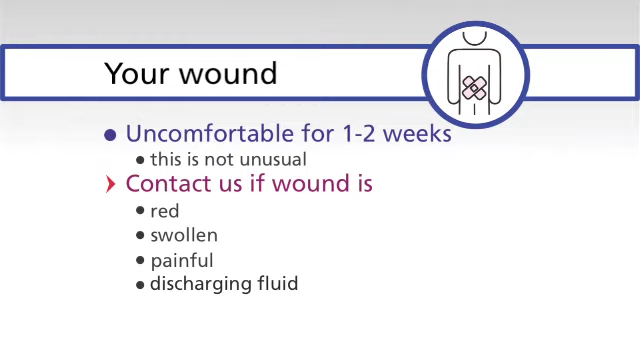 Your wound
Uncomfortable for 1-2 weeks
this is not unusual
Contact us if wound is
red
swollen
painful
discharging fluid